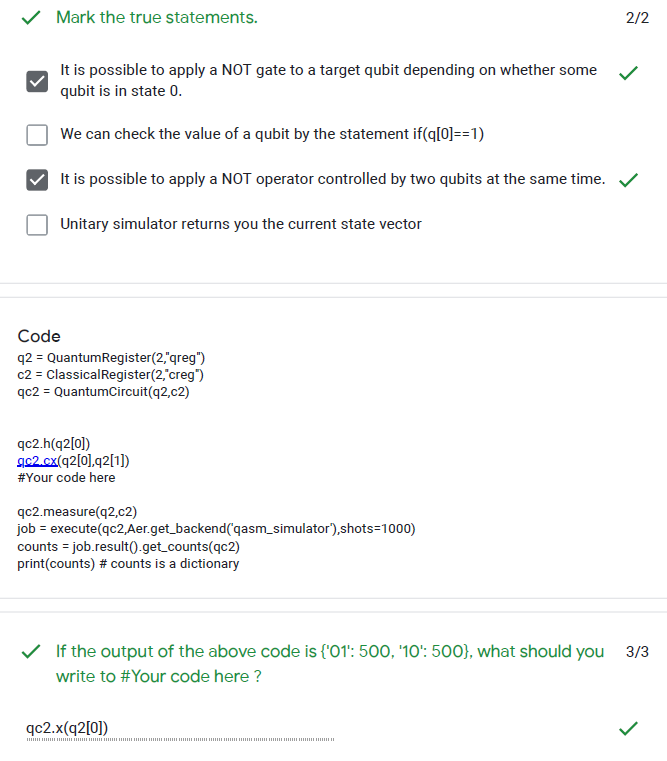 Mark the true statements.
2/2
It is possible to apply a NOT gate to a target qubit depending on whether some
qubit is in state 0.
We can check the value of a qubit by the statement if(q[0]==1)
It is possible to apply a NOT operator controlled by two qubits at the same time.
Unitary simulator returns you the current state vector
Code
q2 = QuantumRegister(2,"qreg")
c2 = ClassicalRegister(2,"creg")
qc2 = QuantumCircuit(q2,c2)
qc2.h(q2[0])
qc2.cx(q2[0],q2[1])
#Your code here
qc2.measure(q2,c2)
job = execute(qc2,Aer.get_backend('qasm_simulator'),shots=1000)
counts = job.result().get_counts(qc2)
print(counts) # counts is a dictionary
If the output of the above code is {'01': 500, '10': 500}, what should you
3/3
write to #Your code here ?
qc2.x(q2[0])